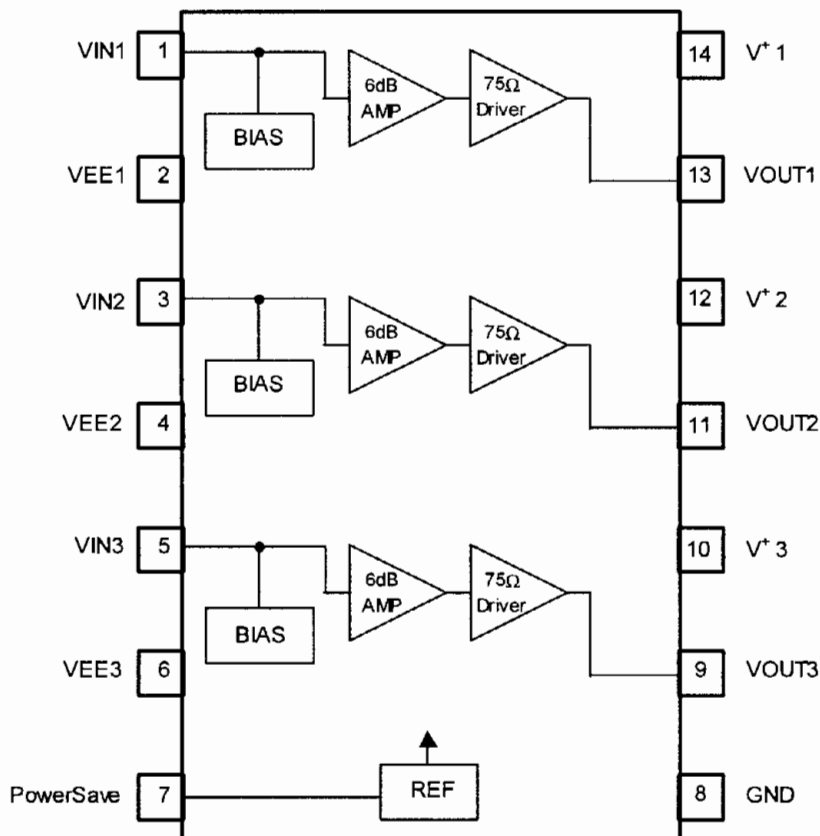 VIN1 1 14 V+1
6dB AMP
75Ω Driver
BIAS
VEE1 2 13 VOUT1
VIN2 3 12 V+2
6dB AMP
75Ω Driver
BIAS
VEE2 4 11 VOUT2
VIN3 5 10 V+3
6dB AMP
75Ω Driver
BIAS
VEE3 6 9 VOUT3
PowerSave 7 REF 8 GND